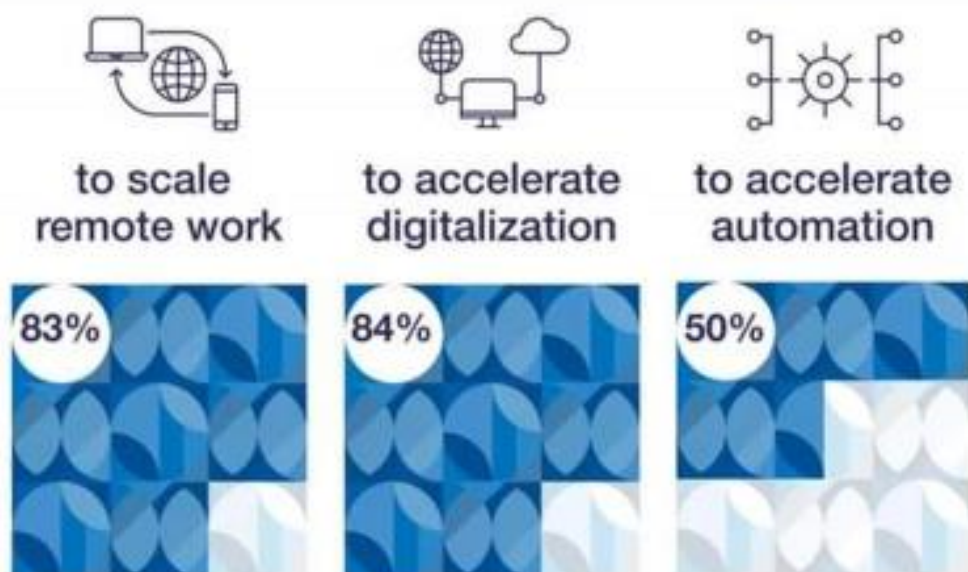 to scale
remote work
83%
to accelerate
digitalization
84%
to accelerate
automation
50%